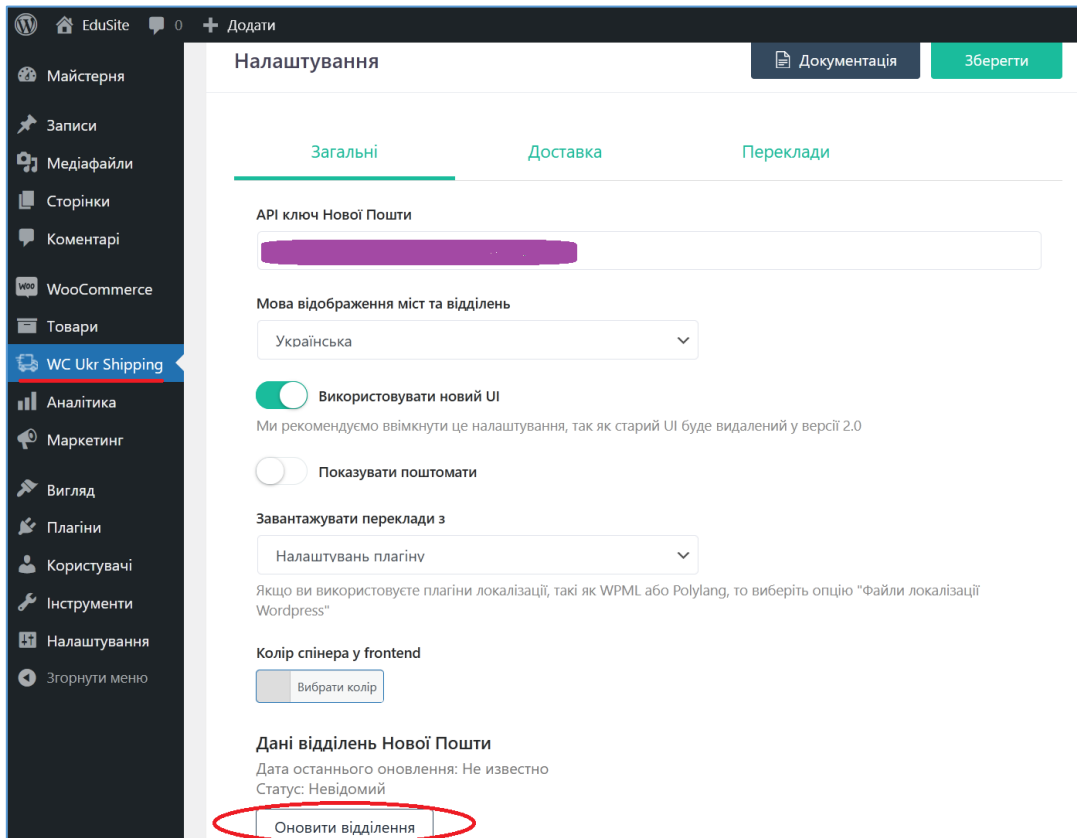 EduSite 0 Додати
Майстерня
Записи
Медіафайли
Сторінки
Коментарі
WOO WooCommerce
Товари
WC Ukr Shipping
Аналітика
Маркетинг
Вигляд
Плагіни
Користувачі
Інструменти
Налаштування
Згорнути меню
Налаштування Документація Зберегти
Загальні Доставка Переклади
API ключ Нової Пошти
Мова відображення міст та відділень
Українська
Використовувати новий UI
Ми рекомендуємо ввімкнути це налаштування, так як старий UI буде видалений у версії 2.0
Показувати поштомати
Завантажувати переклади з
Налаштувань плагіну
Якщо ви використовуєте плагіни локалізації, такі як WPML або Polylang, то виберіть опцію "Файли локалізації
Wordpress"
Колір спінера у frontend
Вибрати колір
Дані відділень Нової Пошти
Дата останнього оновлення: Не известно
Статус: Невідомий
Оновити відділення